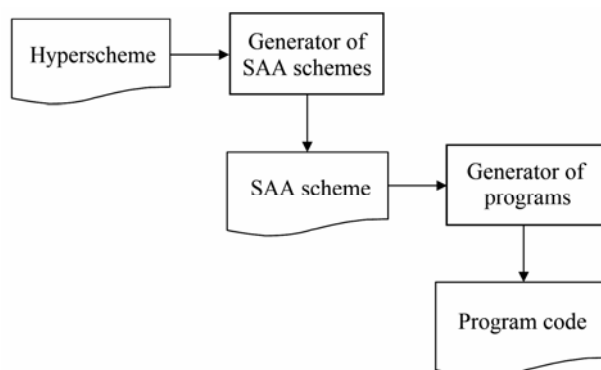 Hyperscheme
Generator of
SAA schemes
SAA scheme
Generator of
programs
Program code